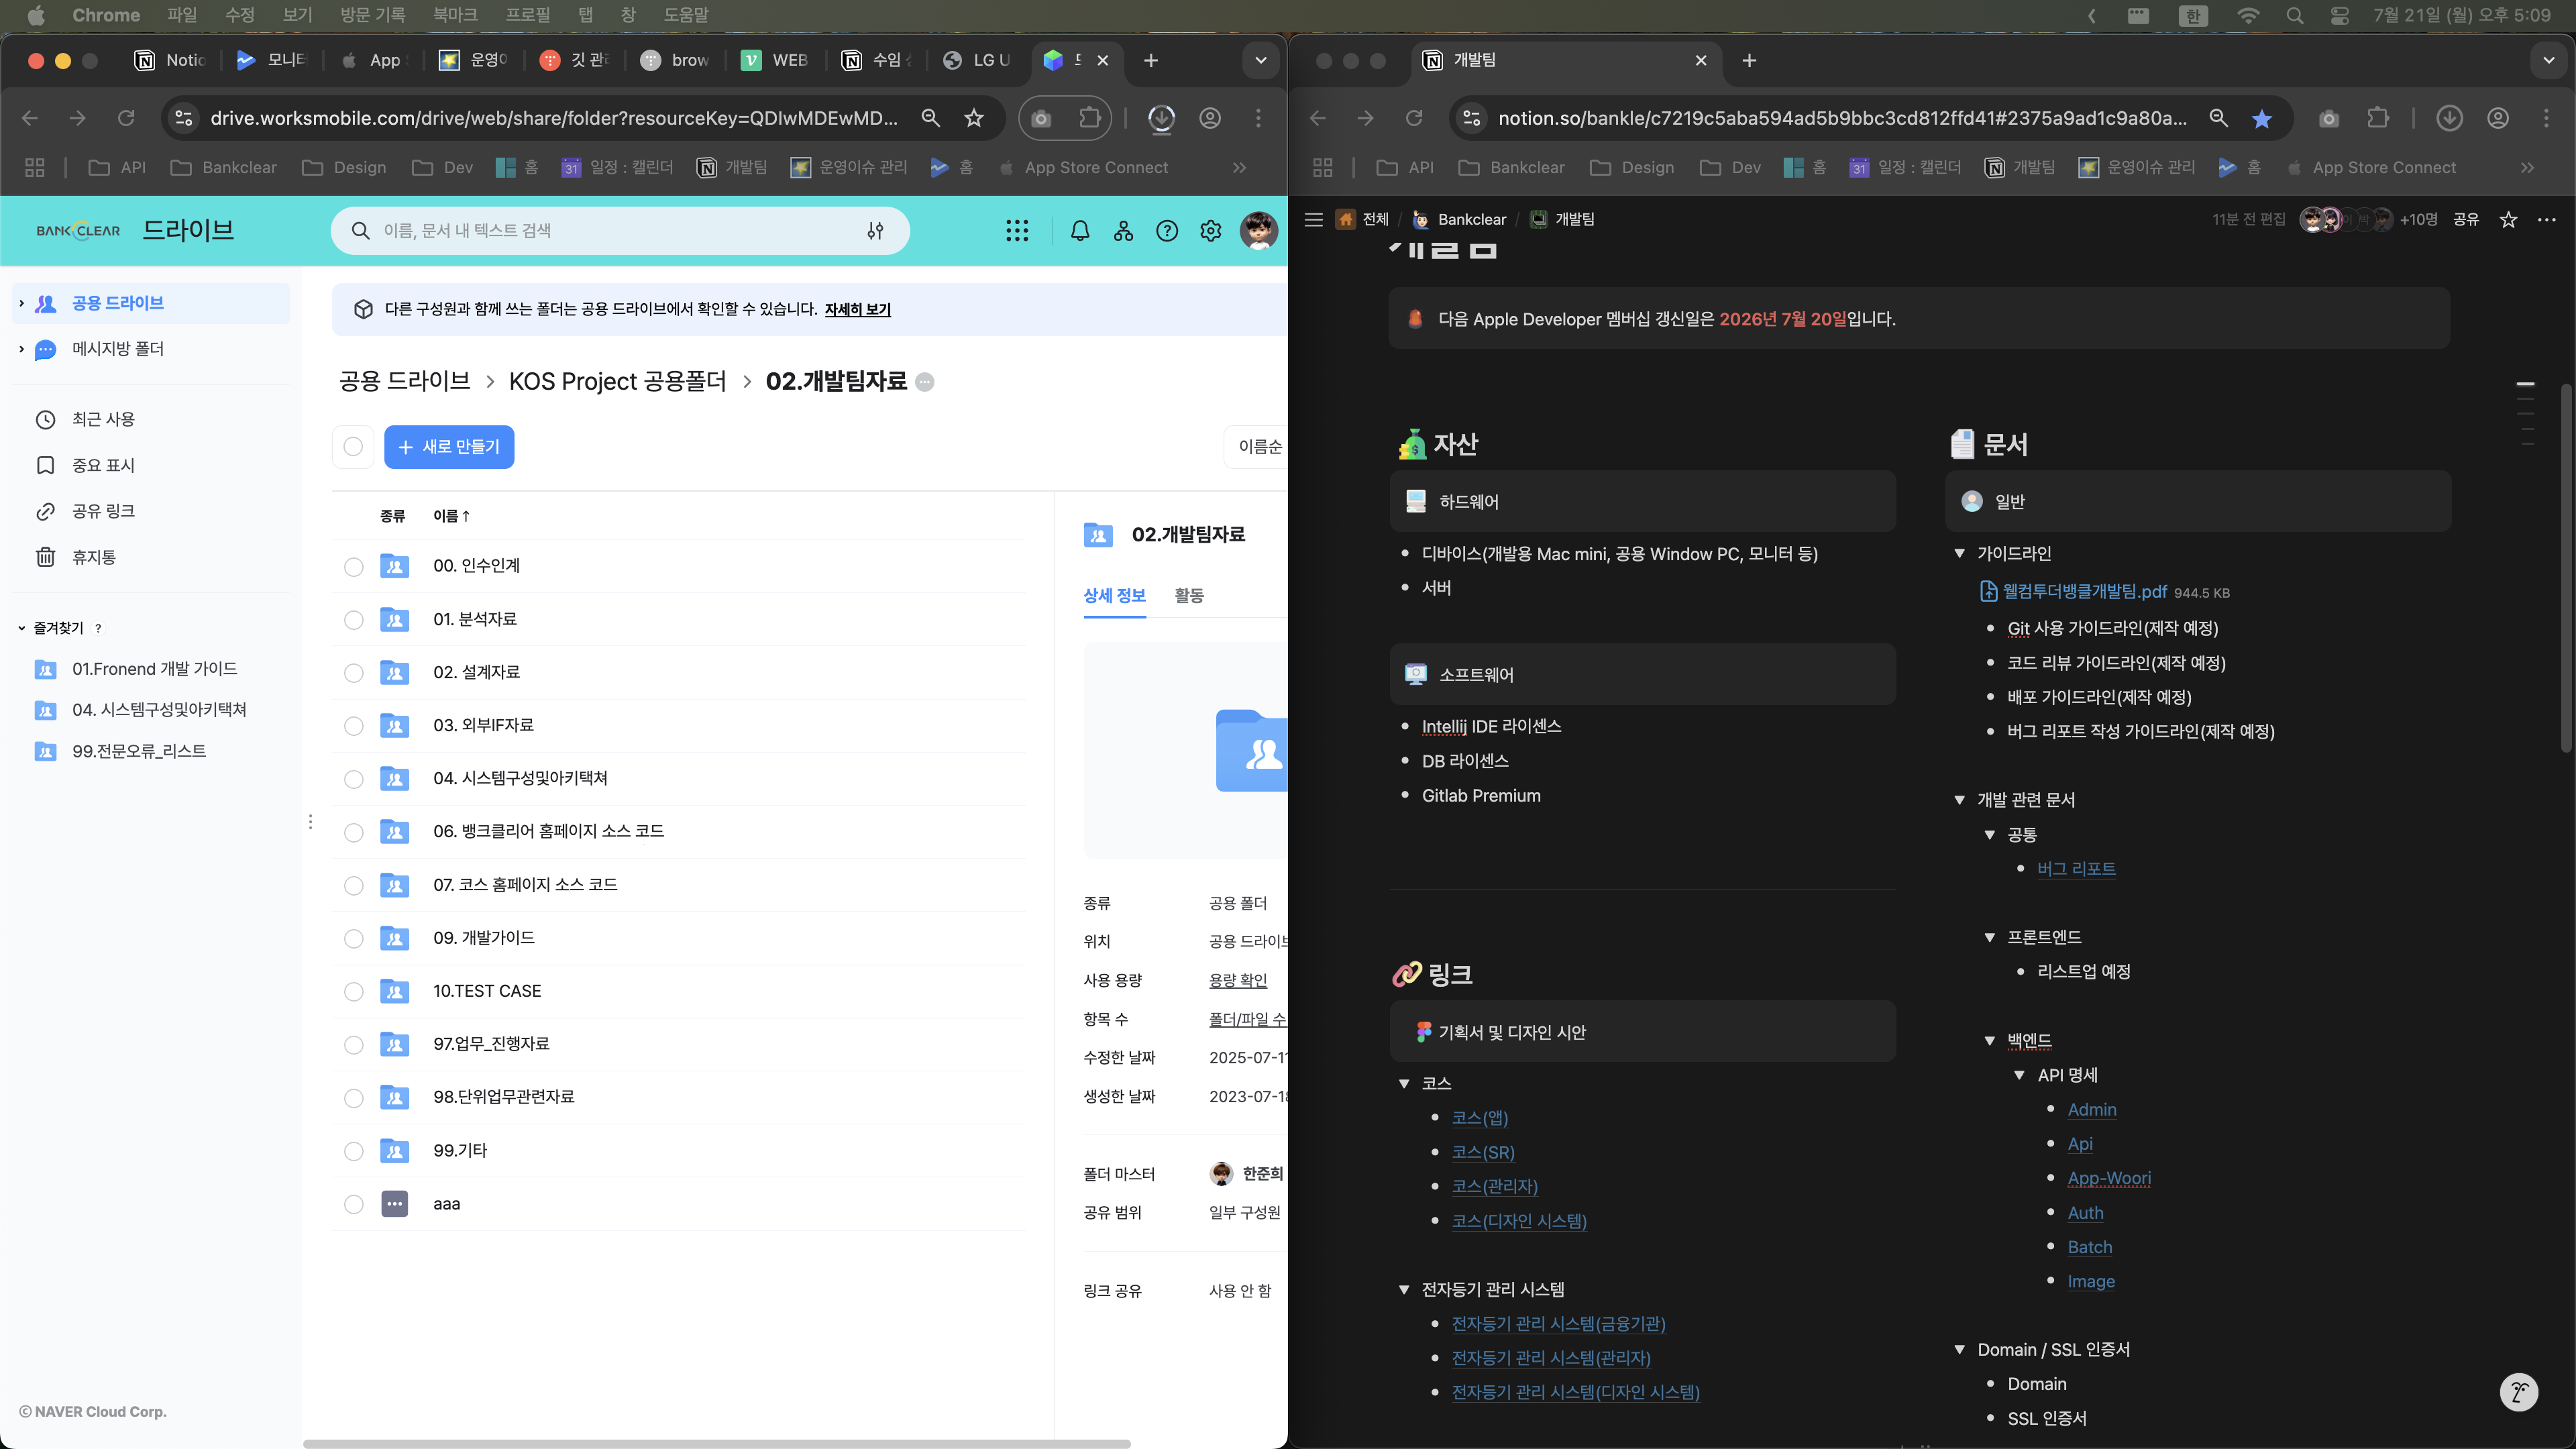 Chrome 파일 수정 보기 방문 기록 북마크 프로필 탭 창 도움말
한 7월 21일 (월) 오후 5:09
Notic 모니터 App 운영이 깃 관 brow WEB 수임 LG U
drive.worksmobile.com/drive/web/share/folder?resourceKey=QDIwMDEwMD...
API Bankclear Design Dev 홈 31 일정 : 캘린더 개발팀 운영이슈 관리 홈 App Store Connect »
BANKCLEAR 드라이브
이름, 문서 내 텍스트 검색
공용 드라이브
메시지방 폴더
최근 사용
중요 표시
공유 링크
휴지통
즐겨찾기 ?
01.Fronend 개발 가이드
04. 시스템구성및아키택쳐
99.전문오류_리스트
© NAVER Cloud Corp.
다른 구성원과 함께 쓰는 폴더는 공용 드라이브에서 확인할 수 있습니다. 자세히 보기
공용 드라이브 > KOS Project 공용폴더 > 02.개발팀자료
+ 새로 만들기
이름순
종류 이름 ↑
00. 인수인계
01. 분석자료
02. 설계자료
03. 외부IF자료
04. 시스템구성및아키택쳐
06. 뱅크클리어 홈페이지 소스 코드
07. 코스 홈페이지 소스 코드
09. 개발가이드
10.TEST CASE
97.업무_진행자료
98.단위업무관련자료
99.기타
aaa
02.개발팀자료
상세 정보 활동
종류 공용 폴더
위치 공용 드라이브
사용 용량 용량 확인
항목 수 폴더/파일 수
수정한 날짜 2025-07-11
생성한 날짜 2023-07-18
폴더 마스터 한준희
공유 범위 일부 구성원
링크 공유 사용 안 함
개발팀
notion.so/bankle/c7219c5aba594ad5b9bbc3cd812ffd41#2375a9ad1c9a80a...
API Bankclear Design Dev 홈 31 일정 : 캘린더 개발팀 운영이슈 관리 홈 App Store Connect »
전체 / Bankclear / 개발팀
11분 전 편집 +10명 공유
개발팀
다음 Apple Developer 멤버십 갱신일은 2026년 7월 20일입니다.
자산
하드웨어
• 디바이스(개발용 Mac mini, 공용 Window PC, 모니터 등)
• 서버
소프트웨어
• Intellij IDE 라이센스
• DB 라이센스
• Gitlab Premium
링크
기획서 및 디자인 시안
코스
• 코스(앱)
• 코스(SR)
• 코스(관리자)
• 코스(디자인 시스템)
전자등기 관리 시스템
• 전자등기 관리 시스템(금융기관)
• 전자등기 관리 시스템(관리자)
• 전자등기 관리 시스템(디자인 시스템)
문서
일반
가이드라인
웰컴투더뱅클개발팀.pdf 944.5 KB
• Git 사용 가이드라인(제작 예정)
• 코드 리뷰 가이드라인(제작 예정)
• 배포 가이드라인(제작 예정)
• 버그 리포트 작성 가이드라인(제작 예정)
개발 관련 문서
공통
• 버그 리포트
프론트엔드
• 리스트업 예정
백엔드
API 명세
• Admin
• Api
• App-Woori
• Auth
• Batch
• Image
Domain / SSL 인증서
• Domain
• SSL 인증서